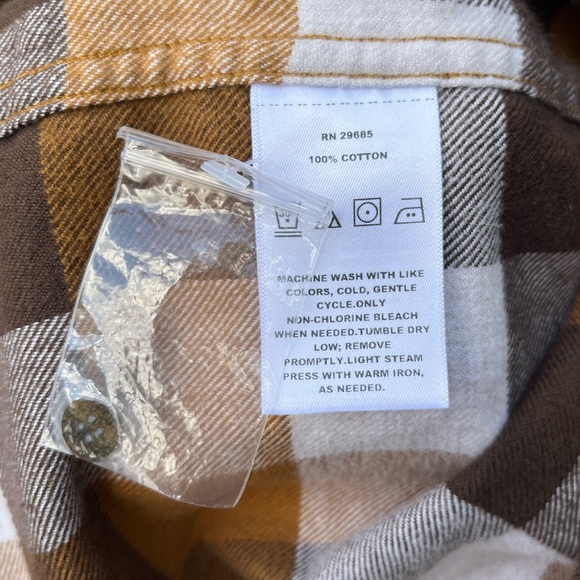 RN 29685
100% COTTON
MACHINE WASH WITH LIKE
COLORS, COLD, GENTLE
CYCLE.ONLY
NON-CHLORINE BLEACH
WHEN NEEDED.TUMBLE DRY
LOW; REMOVE
PROMPTLY.LIGHT STEAM
PRESS WITH WARM IRON,
AS NEEDED.